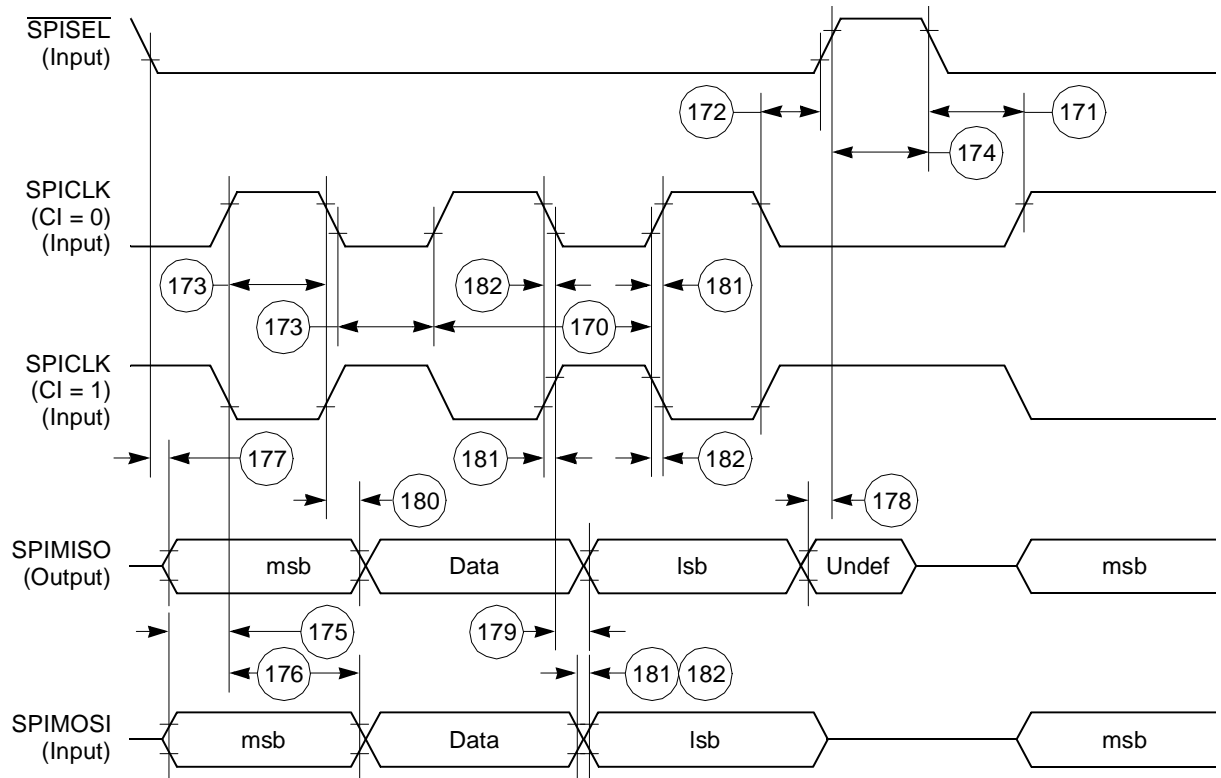 SPISEL
(Input)
172
171
174
SPICLK
(CI = 0)
(Input)
173
182
181
173
170
SPICLK
(CI = 1)
(Input)
177
181
182
180
178
SPIMISO
(Output)
msb
Data
lsb
Undef
msb
175
179
176
181
182
SPIMOSI
(Input)
msb
Data
lsb
msb